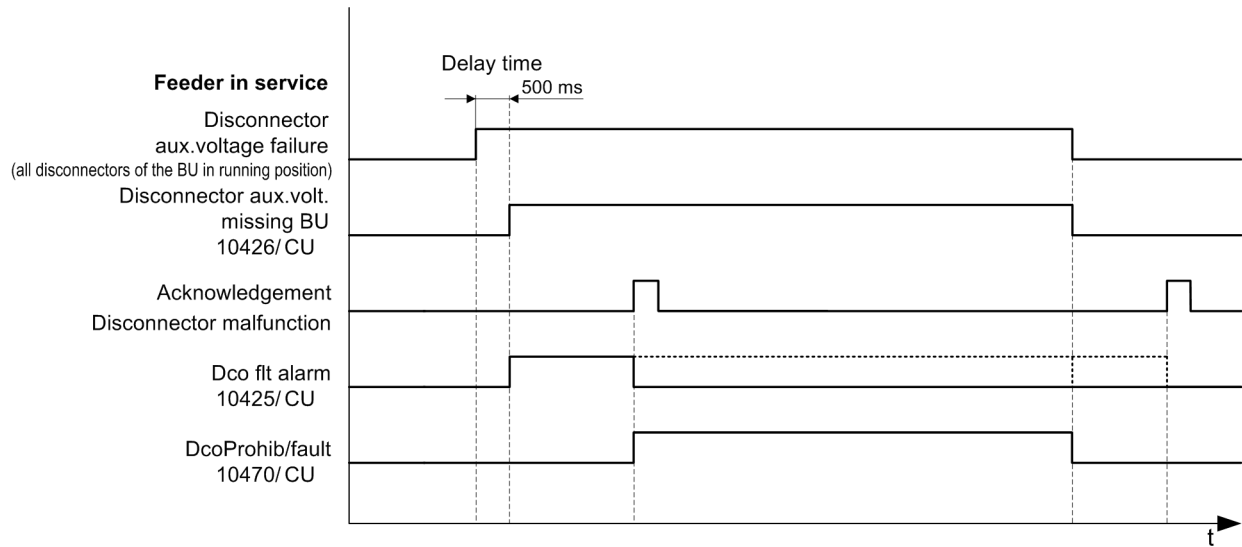 Delay time
500 ms
Feeder in service
Disconnector
aux.voltage failure
(all disconnectors of the BU in running position)
Disconnector aux.volt.
missing BU
10426/ CU
Acknowledgement
Disconnector malfunction
Dco flt alarm
10425/ CU
DcoProhib/fault
10470/ CU
t